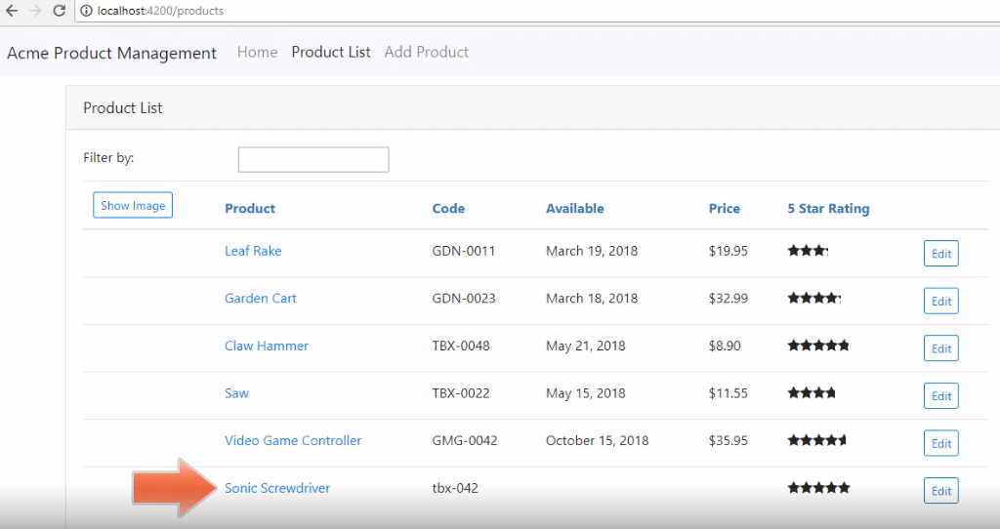 localhost:4200/products
Acme Product Management Home Product List Add Product
Product List
Filter by:
Show Image Product Code Available Price 5 Star Rating
Leaf Rake GDN-0011 March 19, 2018 $19.95 Edit
Garden Cart GDN-0023 March 18, 2018 $32.99 Edit
Claw Hammer TBX-0048 May 21, 2018 $8.90 Edit
Saw TBX-0022 May 15, 2018 $11.55 Edit
Video Game Controller GMG-0042 October 15, 2018 $35.95 Edit
Sonic Screwdriver tbx-042 Edit